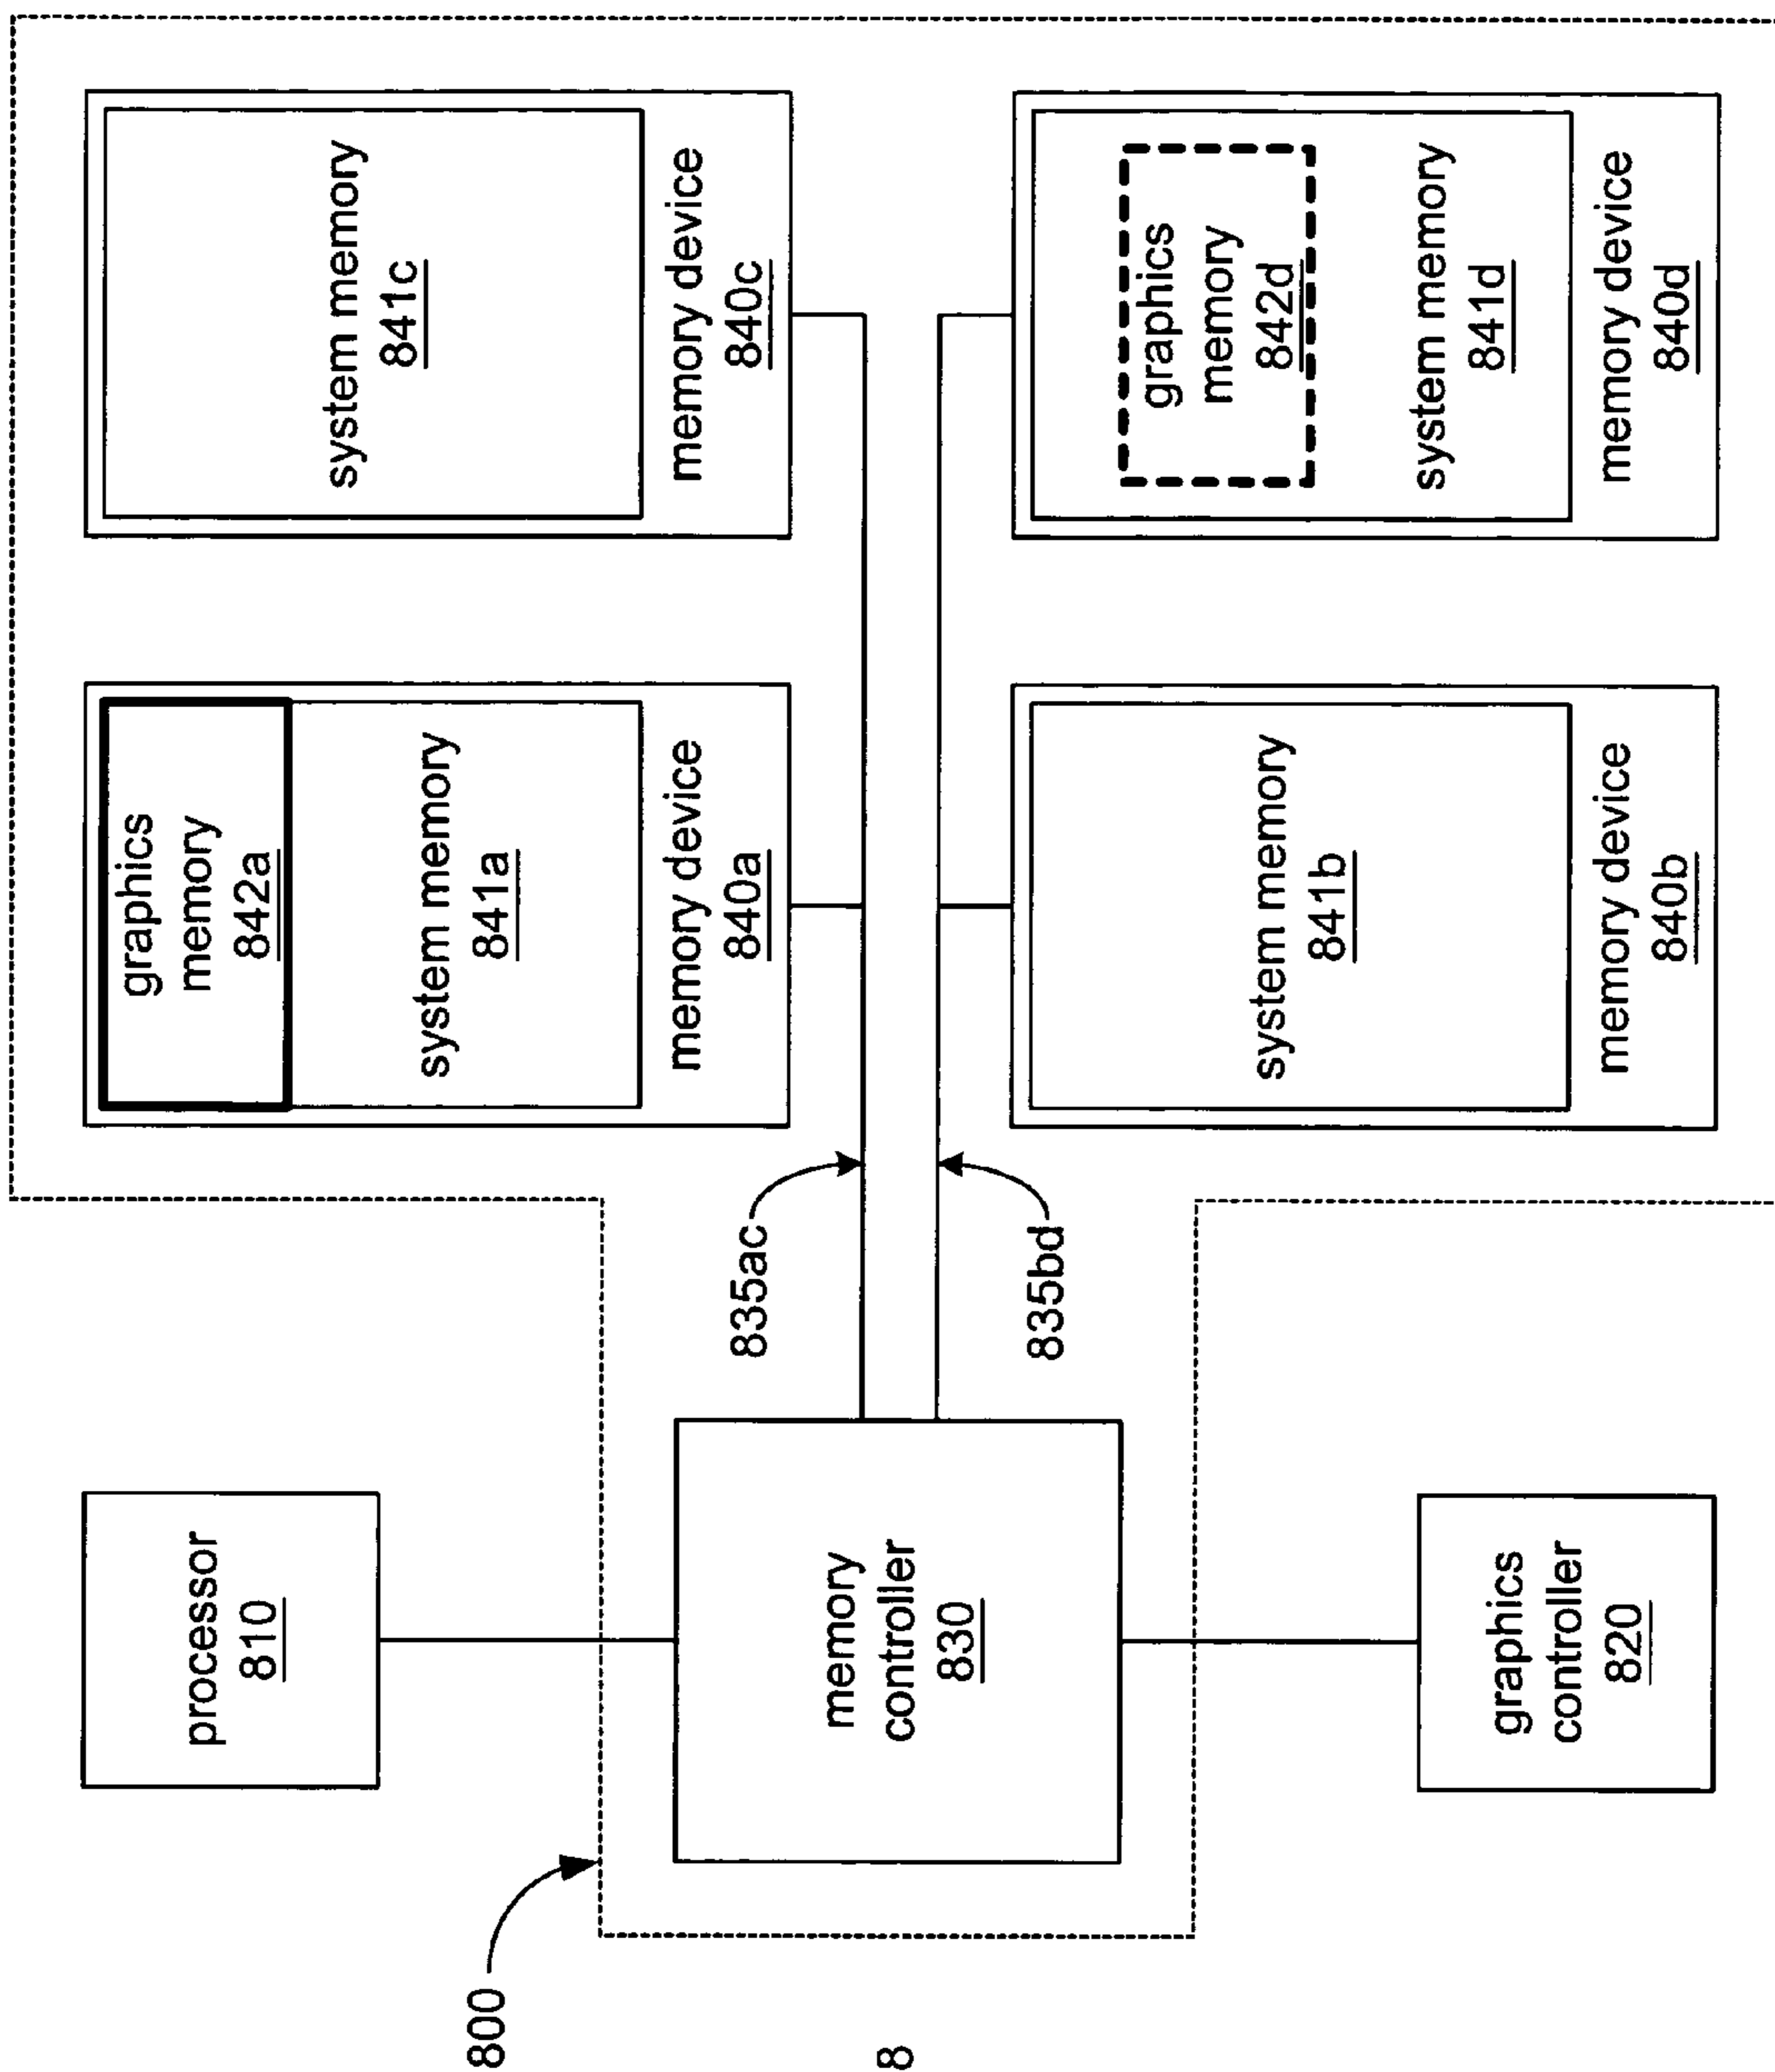 800
processor
810
memory
controller
830
graphics
controller
820
835ac
835bd
graphics
memory
842a
system memory
841a
memory device
840a
system memory
841c
memory device
840c
system memory
841b
memory device
840b
graphics
memory
842d
system memory
841d
memory device
840d
8